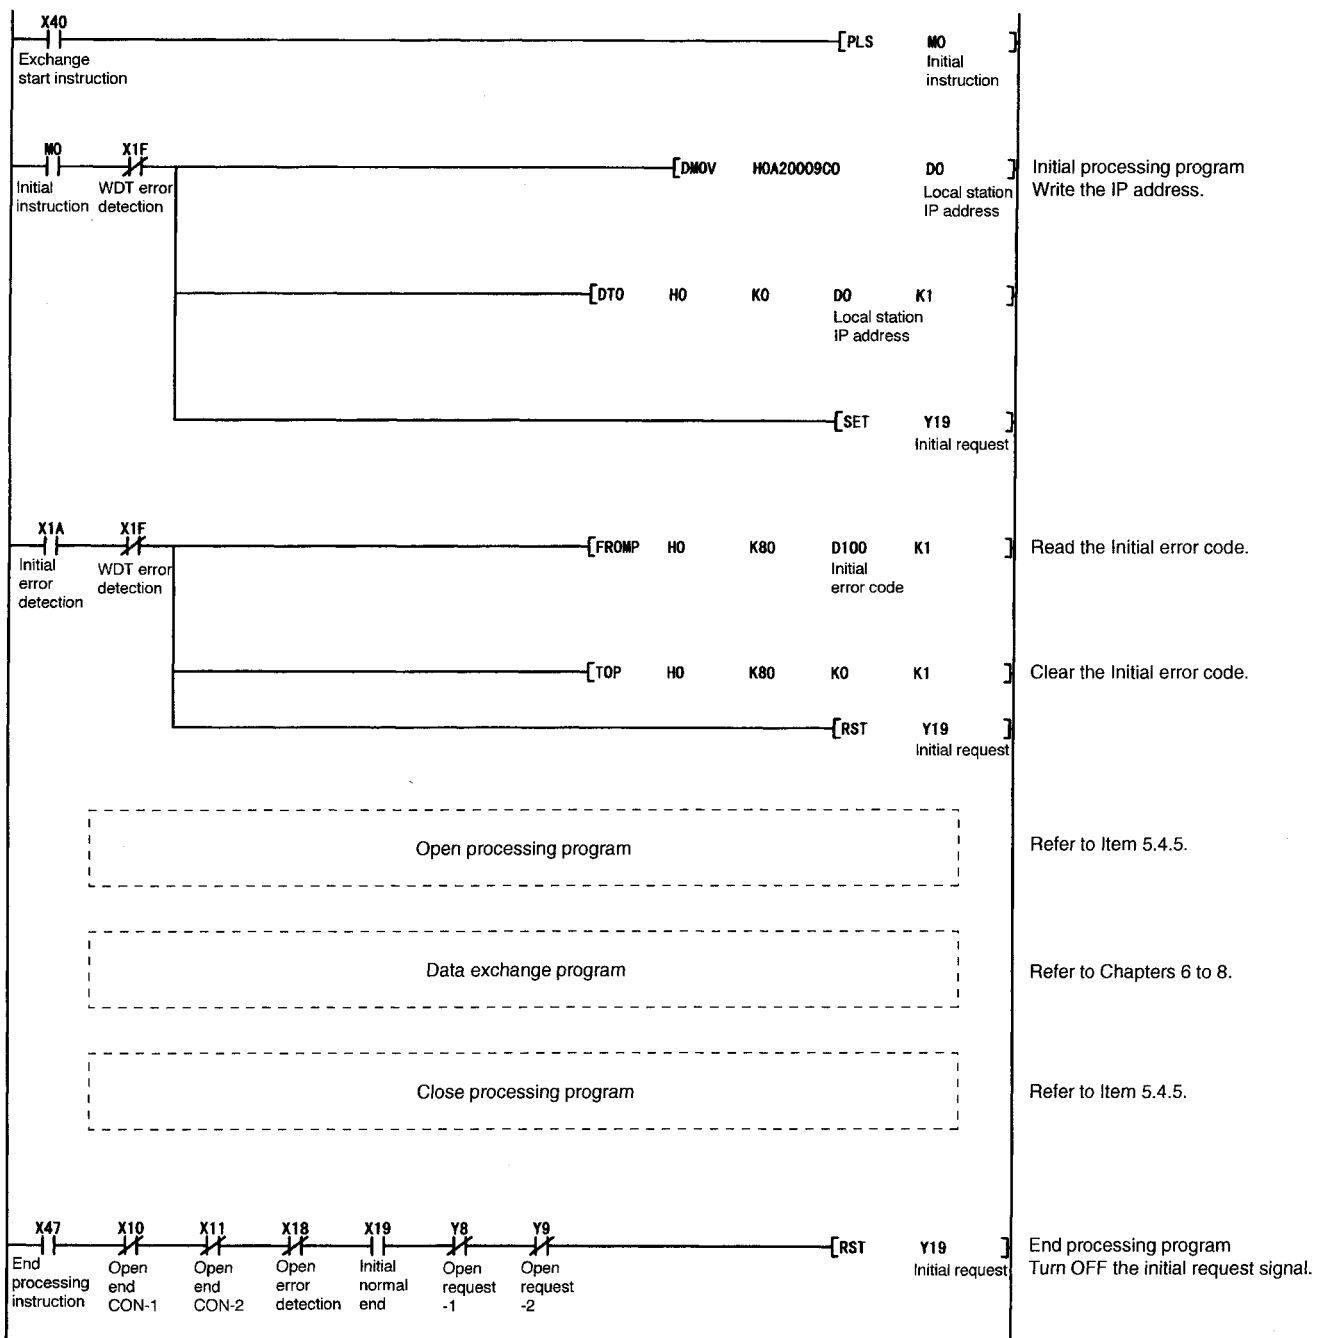 X40
[PLS M0 ]
Exchange
start instruction
Initial
instruction
M0 X1F
[DMOV H0A20009C0 D0 ]
Initial
instruction
WDT error
detection
Local station
IP address
Initial processing program
Write the IP address.
[DTO H0 K0 D0 K1 ]
Local station
IP address
[SET Y19 ]
Initial request
X1A X1F
[FROMP H0 K80 D100 K1 ]
Initial
error
detection
WDT error
detection
Initial
error code
Read the Initial error code.
[TOP H0 K80 K0 K1 ]
Clear the Initial error code.
[RST Y19 ]
Initial request
Open processing program
Refer to Item 5.4.5.
Data exchange program
Refer to Chapters 6 to 8.
Close processing program
Refer to Item 5.4.5.
X47 X10 X11 X18 X19 Y8 Y9
[RST Y19 ]
End
processing
instruction
Open
end
CON-1
Open
end
CON-2
Open
error
detection
Initial
normal
end
Open
request
-1
Open
request
-2
Initial request
End processing program
Turn OFF the initial request signal.